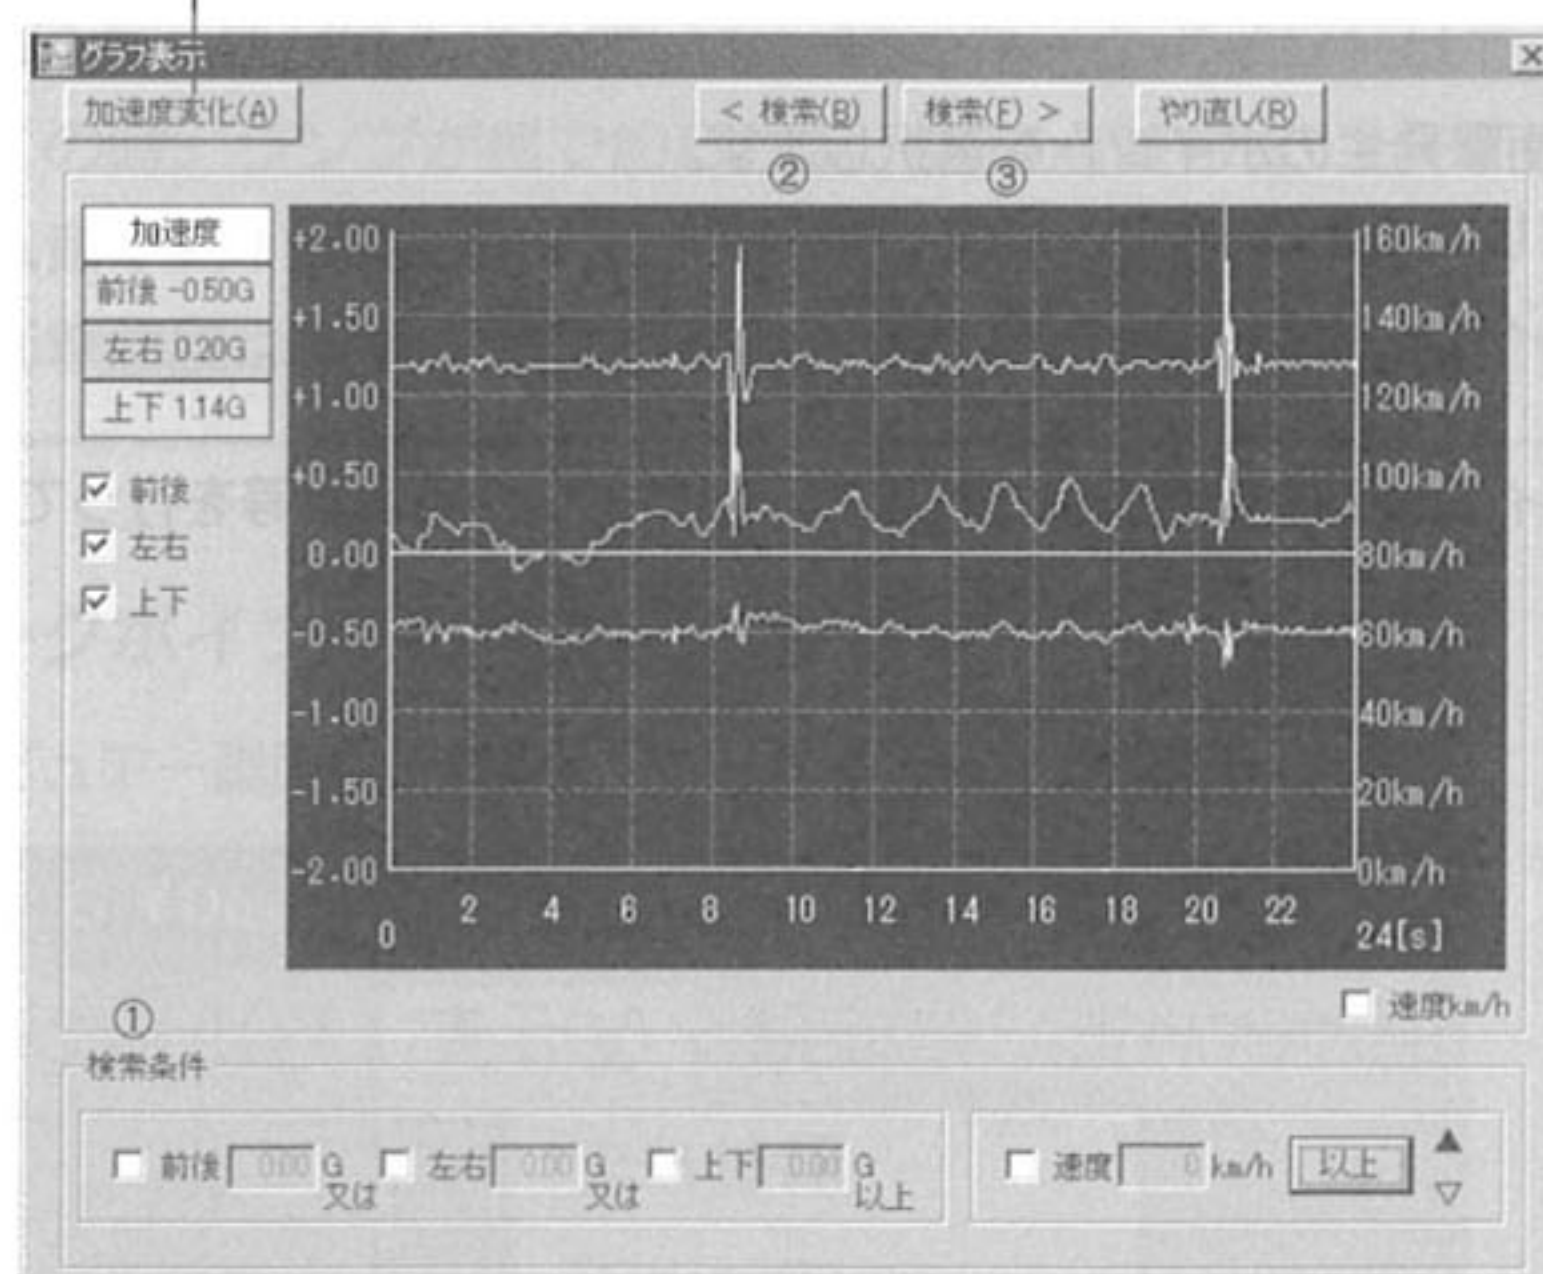 グラフ表示
加速度変化(A)
< 検索(B)
検索(F) >
やり直し(R)
②
③
加速度
前後 -0.50G
左右 0.20G
上下 1.14G
前後
左右
上下
+2.00
+1.50
+1.00
+0.50
0.00
-0.50
-1.00
-1.50
-2.00
160km/h
140km/h
120km/h
100km/h
80km/h
60km/h
40km/h
20km/h
0km/h
0 2 4 6 8 10 12 14 16 18 20 22 24[s]
速度km/h
①
検索条件
前後 0.00 G 又は 左右 0.00 G 又は 上下 0.00 G 以上
速度 0 km/h 以上